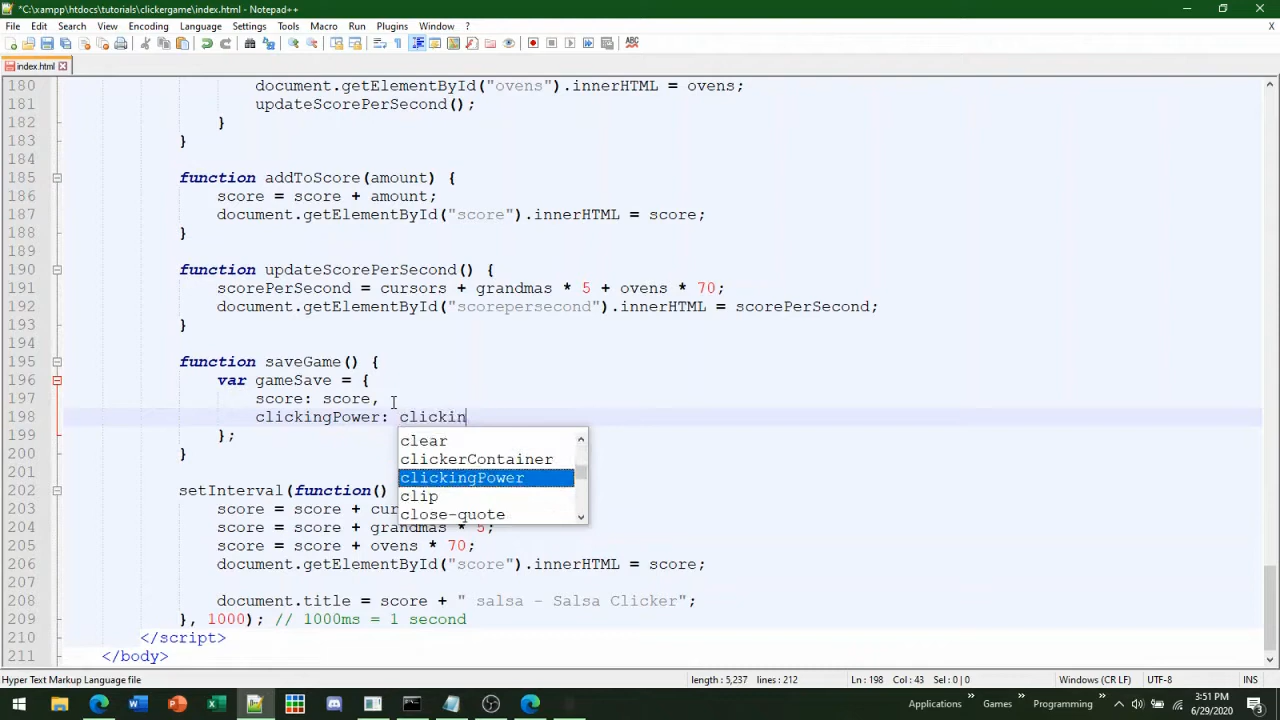 *C:\xampp\htdocs\tutorials\clickergame\index.html - Notepad++
File Edit Search View Encoding Language Settings Tools Macro Run Plugins Window ? X
ABC
index.html
180 document.getElementById("ovens").innerHTML = ovens;
181 updateScorePerSecond();
182 }
183 }
184
185 function addToScore(amount) {
186 score = score + amount;
187 document.getElementById("score").innerHTML = score;
188 }
189
190 function updateScorePerSecond() {
191 scorePerSecond = cursors + grandmas * 5 + ovens * 70;
192 document.getElementById("scorepersecond").innerHTML = scorePerSecond;
193 }
194
195 function saveGame() {
196 var gameSave = {
197 score: score,
198 clickingPower: clickin
199 };
200 }
201
202 setInterval(function()
203 score = score + cur
204 score = score + grandmas * 5;
205 score = score + ovens * 70;
206 document.getElementById("score").innerHTML = score;
207
208 document.title = score + " salsa - Salsa Clicker";
209 }, 1000); // 1000ms = 1 second
210 </script>
211 </body>
clear
clickerContainer
clickingPower
clip
close-quote
Hyper Text Markup Language file length : 5,237 lines : 212 Ln : 198 Col : 43 Sel : 0 | 0 Windows (CR LF) UTF-8 INS
Applications Games Programming 3:51 PM
6/29/2020
3